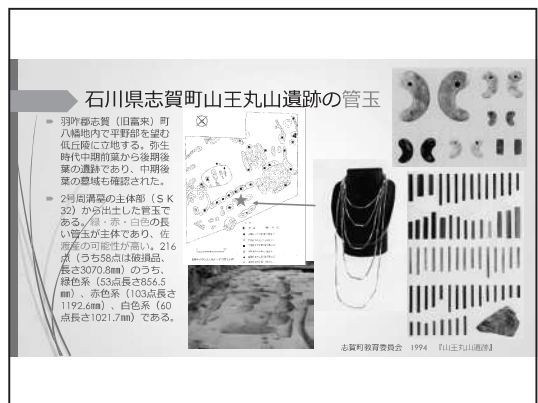 石川県志賀町山王丸山遺跡の管玉
羽咋郡志賀（旧富来）町
八幡地内で平野部を望む
低丘陵に立地する。弥生
時代中期前葉から後期後
葉の遺跡であり、中期後
葉の墓域も確認された。
2号周溝墓の主体部（ＳＫ
32）から出土した管玉で
ある。緑・赤・白色の長
い管玉が主体であり、佐
渡産の可能性が高い。216
点（うち58点は破損品、
長さ3070.8㎜）のうち、
緑色系（53点長さ856.5
㎜）、赤色系（103点長さ
1192.6㎜）、白色系（60
点長さ1021.7㎜）である。
志賀町教育委員会　1994　『山王丸山遺跡』